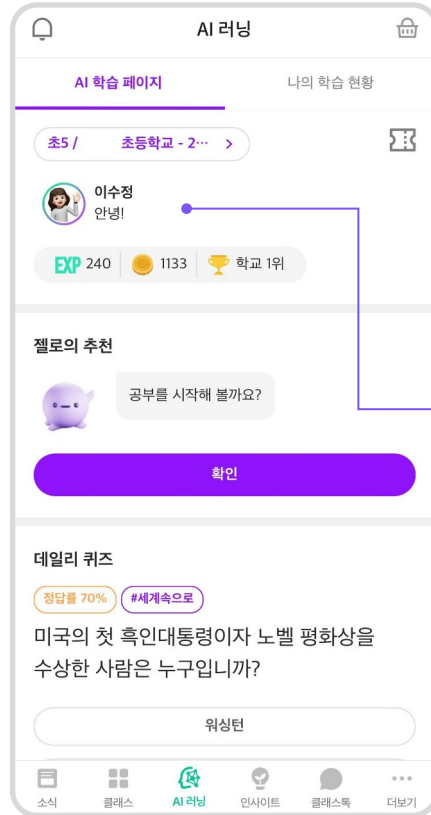 AI 러닝
AI 학습 페이지
나의 학습 현황
초5 / 초등학교 - 2… >
이수정
안녕!
EXP 240
1133
학교 1위
젤로의 추천
공부를 시작해 볼까요?
확인
데일리 퀴즈
정답률 70%
#세계속으로
미국의 첫 흑인대통령이자 노벨 평화상을
수상한 사람은 누구입니까?
워싱턴
소식
클래스
AI 러닝
인사이트
클래스톡
더보기